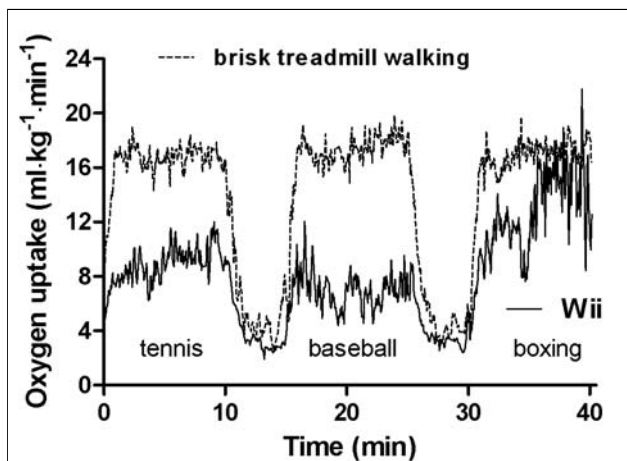 24
brisk treadmill walking
20
16
12
8
4
0
Oxygen uptake (ml·kg⁻¹·min⁻¹)
Wii
tennis
baseball
boxing
0
10
20
30
40
Time (min)